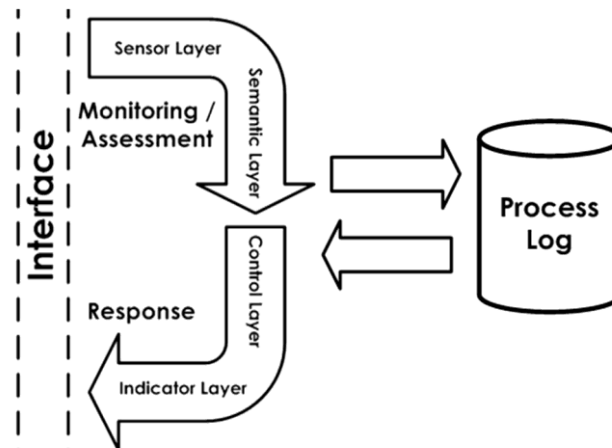 Sensor Layer
Semantic Layer
Monitoring /
Assessment
Interface
Process
Log
Control Layer
Response
Indicator Layer